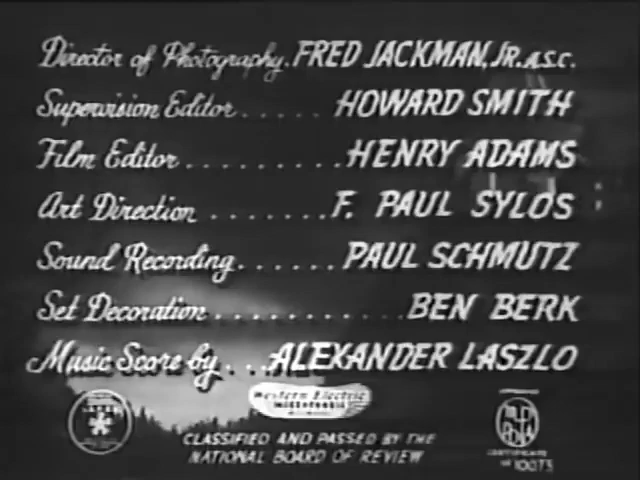 Director of Photography. FRED JACKMAN, JR. A.S.C.
Supervision Editor..... HOWARD SMITH
Film Editor......... HENRY ADAMS
Art Direction ....... F. PAUL SYLOS
Sound Recording...... PAUL SCHMUTZ
Set Decoration........... BEN BERK
Music Score by ...ALEXANDER LASZLO
Western Electric
CLASSIFIED AND PASSED BY THE
NATIONAL BOARD OF REVIEW
CERTIFICATE
10073